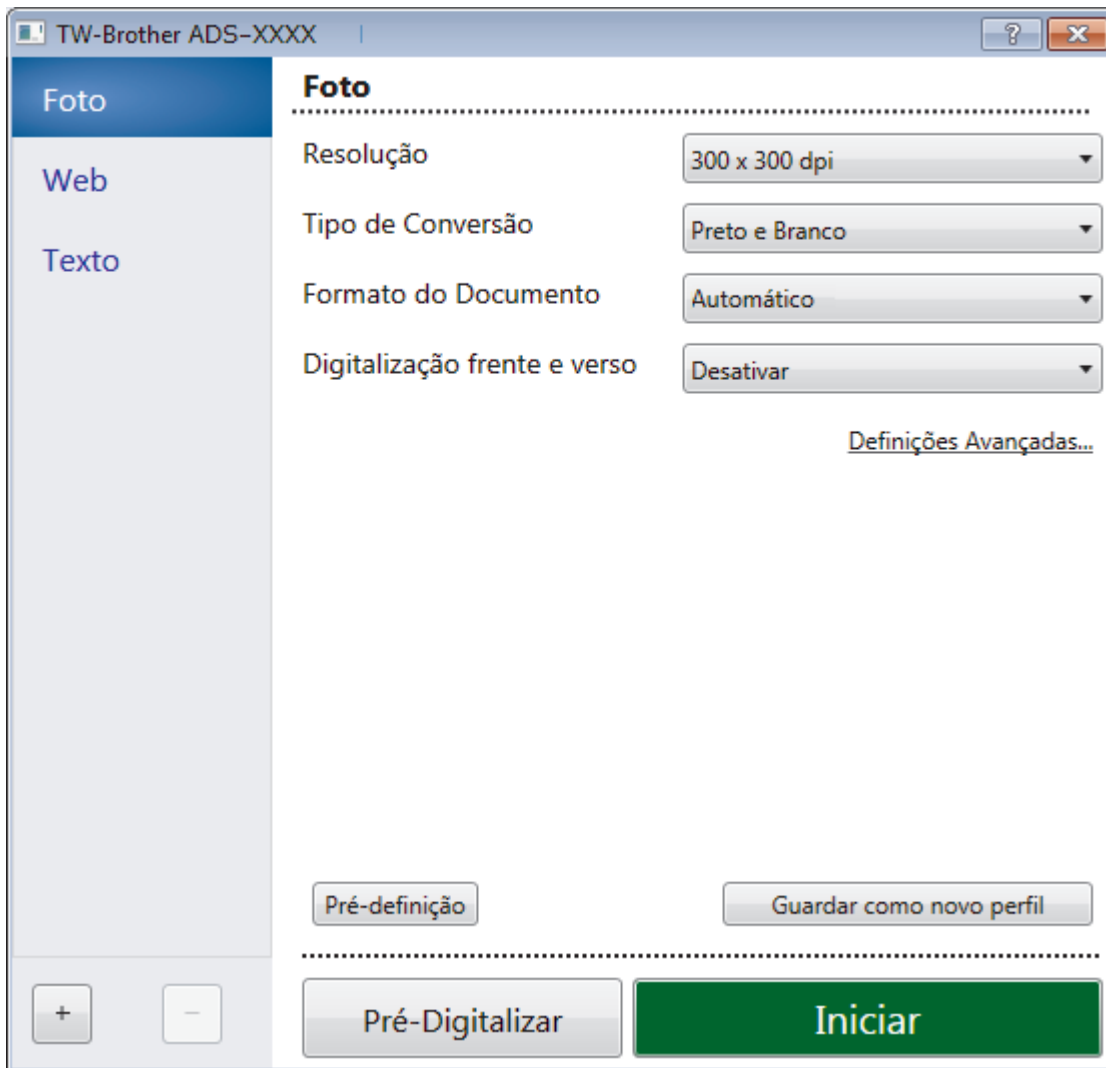 TW-Brother ADS-XXXX
Foto
Web
Texto
Foto
Resolução
300 x 300 dpi
Tipo de Conversão
Preto e Branco
Formato do Documento
Automático
Digitalização frente e verso
Desativar
Definições Avançadas...
Pré-definição
Guardar como novo perfil
+
−
Pré-Digitalizar
Iniciar